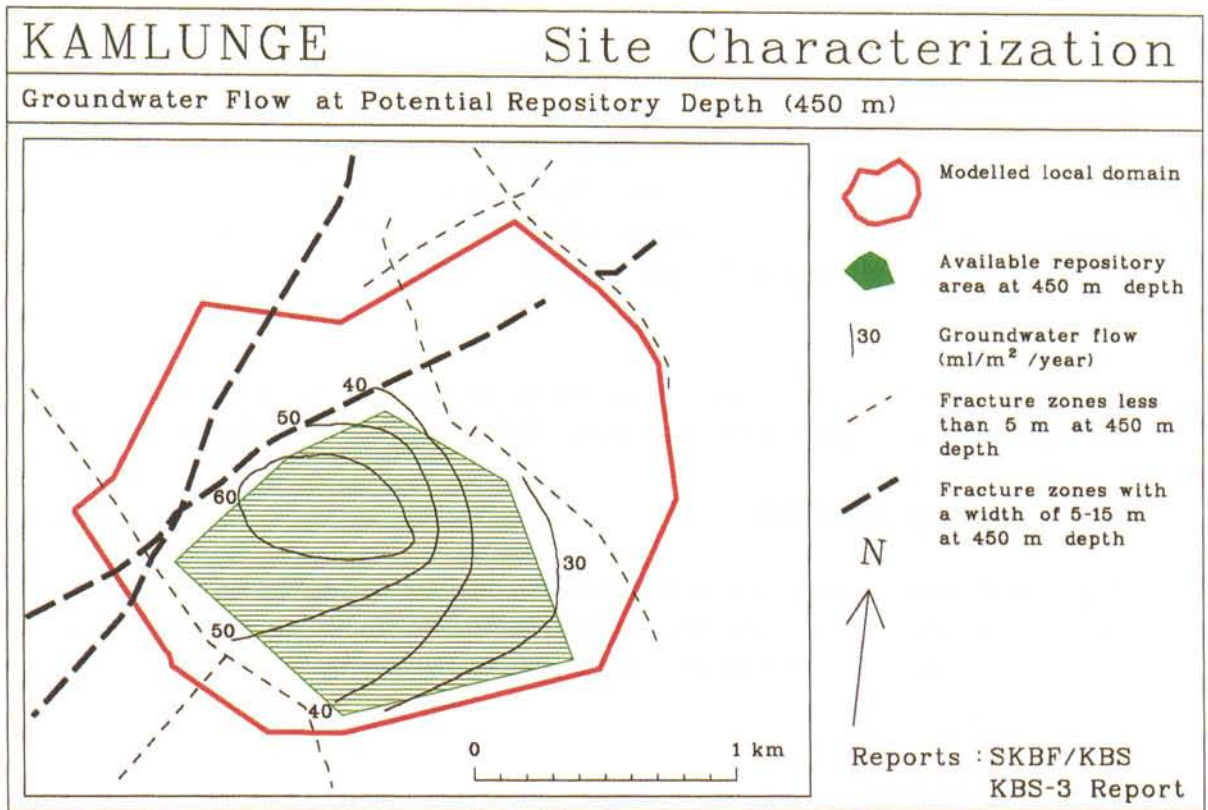 KAMLUNGE Site Characterization
Groundwater Flow at Potential Repository Depth (450 m)
Modelled local domain
Available repository
area at 450 m depth
30 Groundwater flow
(ml/m² /year)
Fracture zones less
than 5 m at 450 m
depth
Fracture zones with
a width of 5-15 m
at 450 m depth
N
40
50
60
30
50
40
0 1 km
Reports : SKBF/KBS
KBS-3 Report